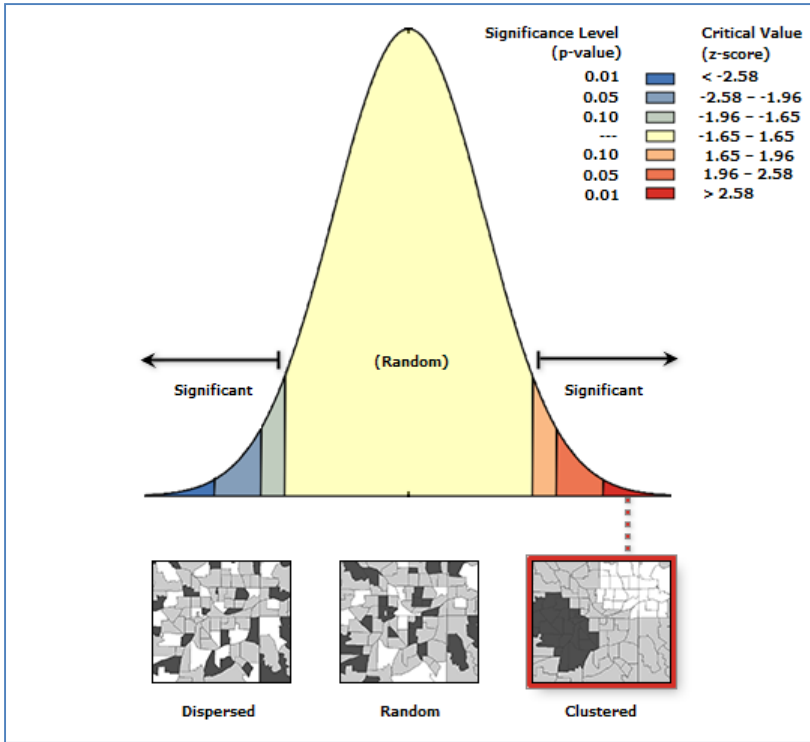 Significance Level Critical Value
(p-value) (z-score)
0.01 < -2.58
0.05 -2.58 – -1.96
0.10 -1.96 – -1.65
--- -1.65 – 1.65
0.10 1.65 – 1.96
0.05 1.96 – 2.58
0.01 > 2.58
(Random)
Significant Significant
Dispersed Random Clustered